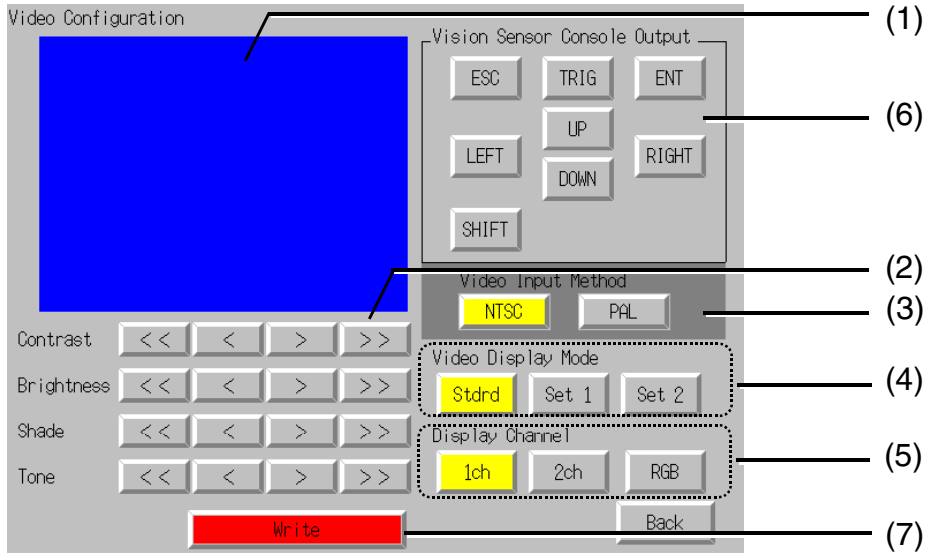 Video Configuration
(1)
Vision Sensor Console Output
ESC TRIG ENT
(6)
UP
LEFT RIGHT
DOWN
SHIFT
(2)
Video Input Method
NTSC PAL
(3)
Contrast << < > >>
Video Display Mode
(4)
Brightness << < > >>
Stdrd Set 1 Set 2
Shade << < > >>
Display Channel
(5)
Tone << < > >>
1ch 2ch RGB
Write
Back
(7)